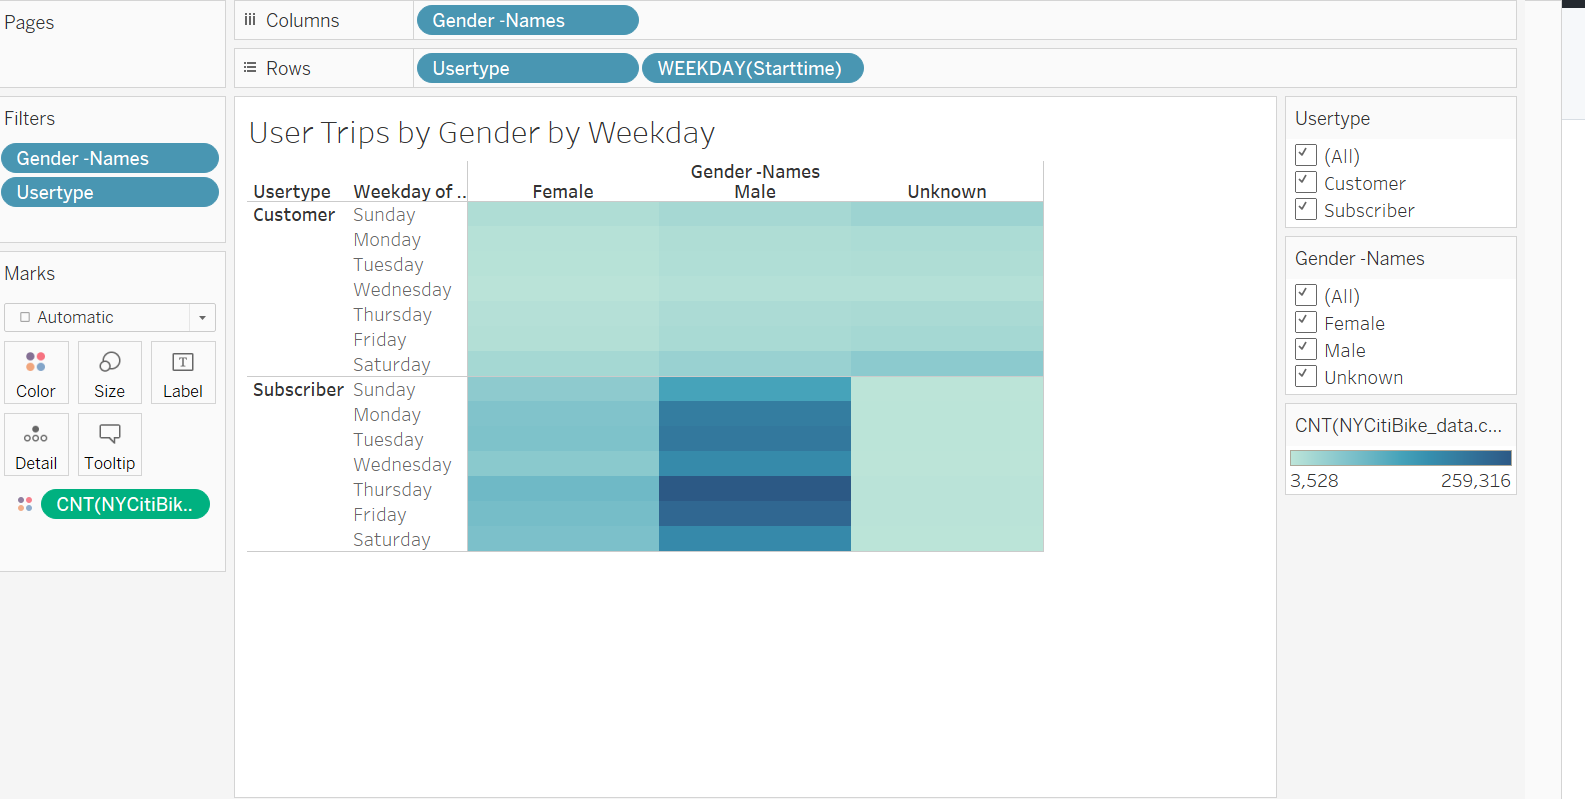 Pages
Columns
Gender -Names
Rows
Usertype
WEEKDAY(Starttime)
Filters
Gender -Names
Usertype
Marks
Automatic
Color
Size
T
Label
Detail
Tooltip
CNT(NYCitiBik..
User Trips by Gender by Weekday
Gender -Names
Usertype Weekday of .. Female Male Unknown
Customer Sunday
Monday
Tuesday
Wednesday
Thursday
Friday
Saturday
Subscriber Sunday
Monday
Tuesday
Wednesday
Thursday
Friday
Saturday
Usertype
(All)
Customer
Subscriber
Gender -Names
(All)
Female
Male
Unknown
CNT(NYCitiBike_data.c...
3,528 259,316